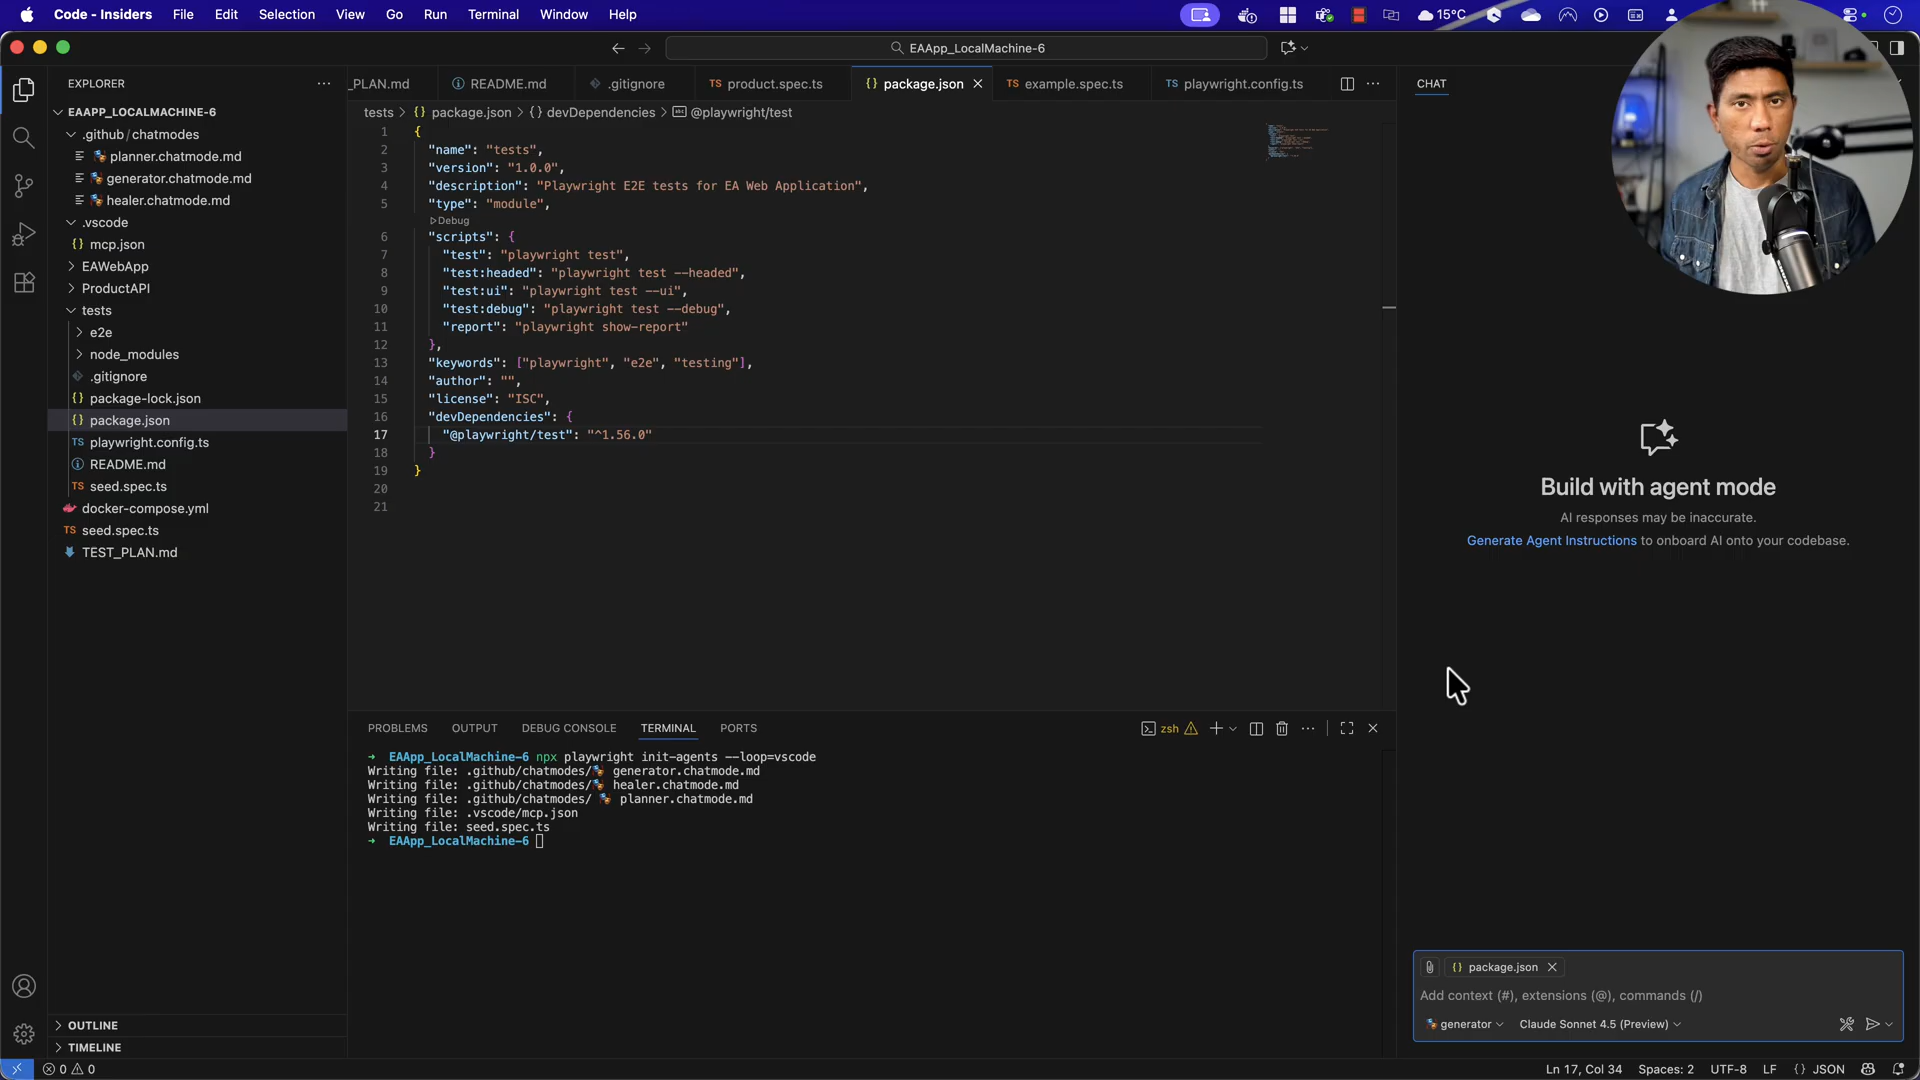 Code - Insiders File Edit Selection View Go Run Terminal Window Help
15°C
EAApp_LocalMachine-6
EXPLORER
EAAPP_LOCALMACHINE-6
.github / chatmodes
planner.chatmode.md
generator.chatmode.md
healer.chatmode.md
.vscode
mcp.json
EAWebApp
ProductAPI
tests
e2e
node_modules
.gitignore
package-lock.json
package.json
playwright.config.ts
README.md
seed.spec.ts
docker-compose.yml
seed.spec.ts
TEST_PLAN.md
OUTLINE
TIMELINE
_PLAN.md README.md .gitignore product.spec.ts package.json example.spec.ts playwright.config.ts
tests > package.json > devDependencies > @playwright/test
1 {
2 "name": "tests",
3 "version": "1.0.0",
4 "description": "Playwright E2E tests for EA Web Application",
5 "type": "module",
Debug
6 "scripts": {
7 "test": "playwright test",
8 "test:headed": "playwright test --headed",
9 "test:ui": "playwright test --ui",
10 "test:debug": "playwright test --debug",
11 "report": "playwright show-report"
12 },
13 "keywords": ["playwright", "e2e", "testing"],
14 "author": "",
15 "license": "ISC",
16 "devDependencies": {
17 "@playwright/test": "^1.56.0"
18 }
19 }
20
21
PROBLEMS OUTPUT DEBUG CONSOLE TERMINAL PORTS
zsh
→ EAApp_LocalMachine-6 npx playwright init-agents --loop=vscode
Writing file: .github/chatmodes/ generator.chatmode.md
Writing file: .github/chatmodes/ healer.chatmode.md
Writing file: .github/chatmodes/ planner.chatmode.md
Writing file: .vscode/mcp.json
Writing file: seed.spec.ts
→ EAApp_LocalMachine-6
CHAT
Build with agent mode
AI responses may be inaccurate.
Generate Agent Instructions to onboard AI onto your codebase.
package.json
Add context (#), extensions (@), commands (/)
generator Claude Sonnet 4.5 (Preview)
0 0
Ln 17, Col 34 Spaces: 2 UTF-8 LF {} JSON